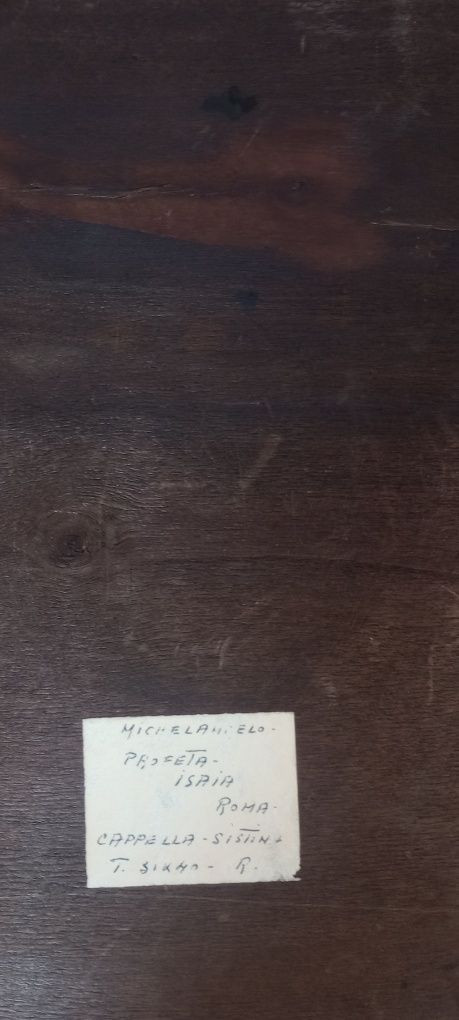 MICHELANGELO-
PROFETA-
ISAIA
ROMA-
CAPPELLA-SISTINA
T. R.